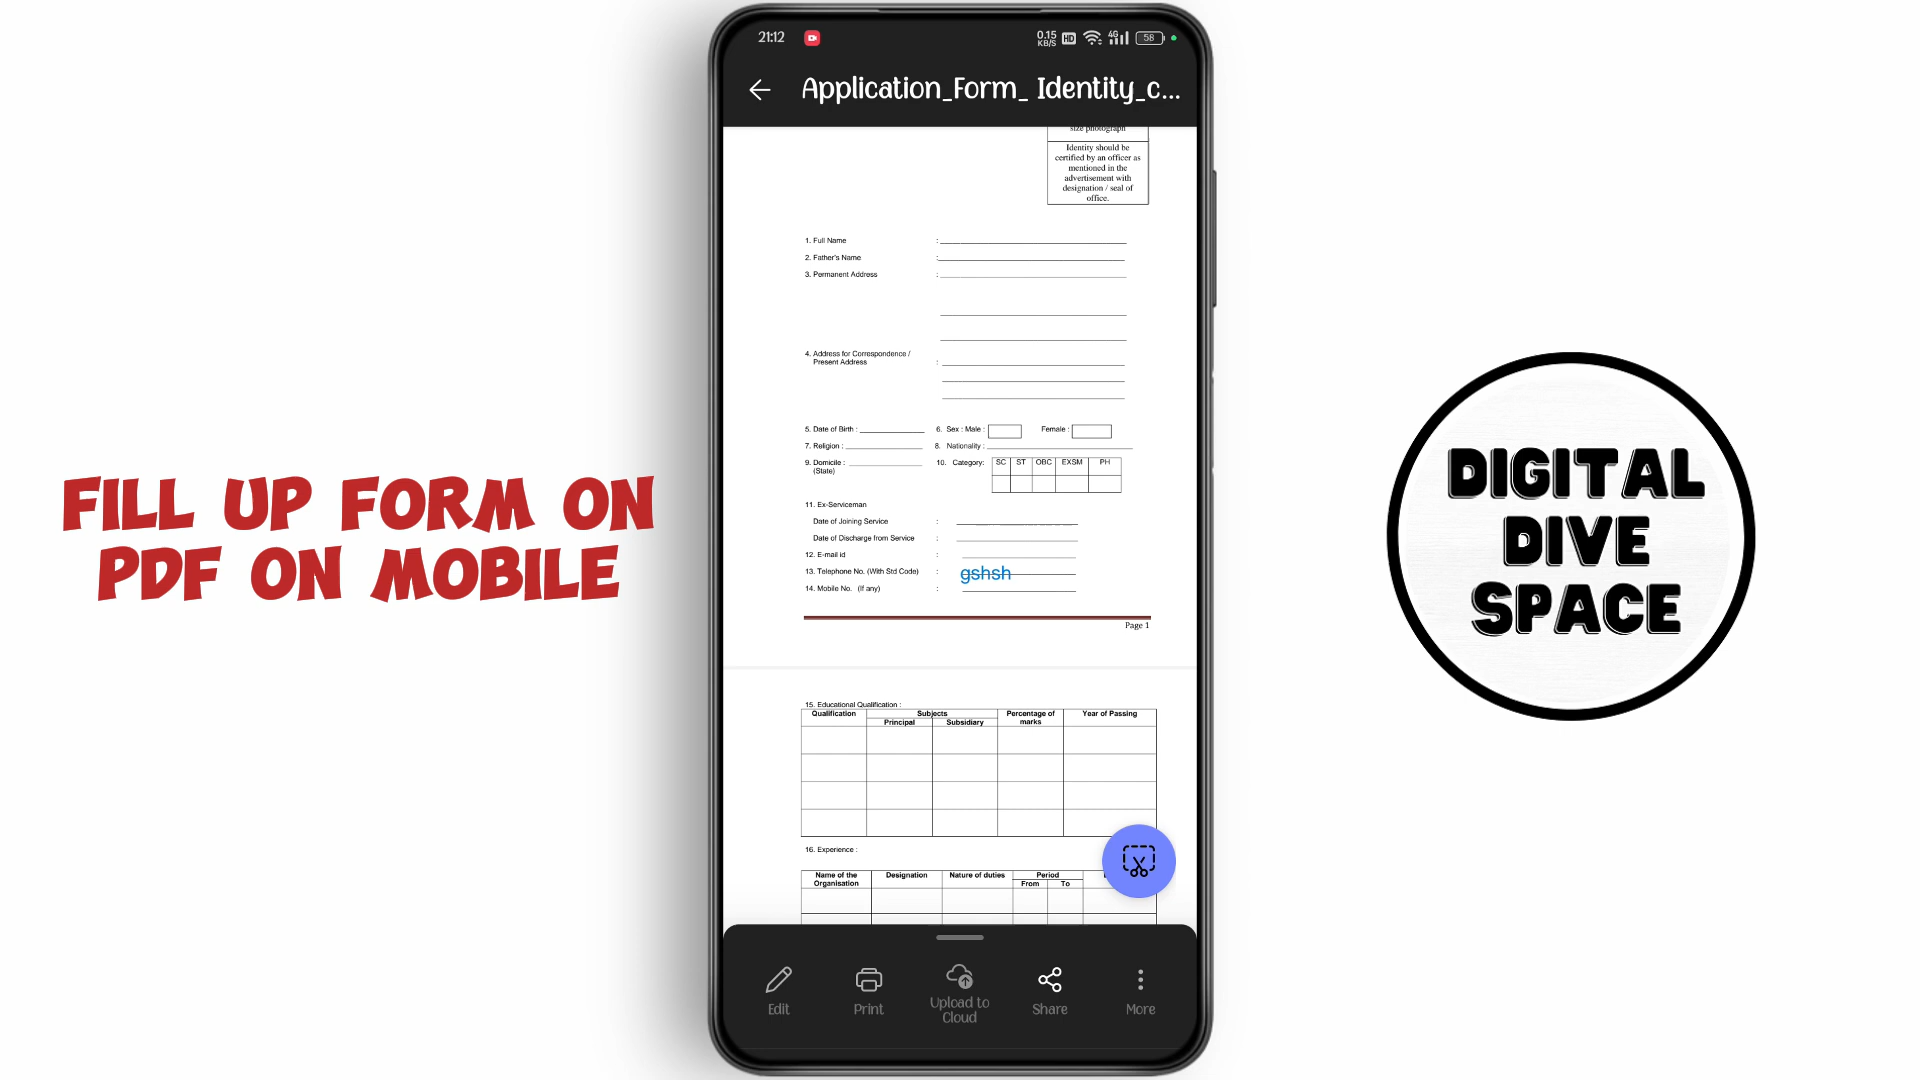 FILL UP FORM ON
PDF ON MOBILE
21:12
0.15
KB/S
HD
4G
58
Application_Form_ Identity_c...
size photograph
Identity should be
certified by an officer as
mentioned in the
advertisement with
designation / seal of
office.
1. Full Name :
2. Father's Name :
3. Permanent Address :
4. Address for Correspondence /
Present Address :
5. Date of Birth : 6. Sex : Male : Female :
7. Religion : 8. Nationality :
9. Domicile : 10. Category: SC ST OBC EXSM PH
(State)
11. Ex-Serviceman
Date of Joining Service :
Date of Discharge from Service :
12. E-mail id :
13. Telephone No. (With Std Code) : gshsh
14. Mobile No. (If any) :
Page 1
15. Educational Qualification :
Qualification Subjects Percentage of Year of Passing
Principal Subsidiary marks
16. Experience :
Name of the Designation Nature of duties Period
Organisation From To
Edit
Print
Upload to
Cloud
Share
More
DIGITAL
DIVE
SPACE